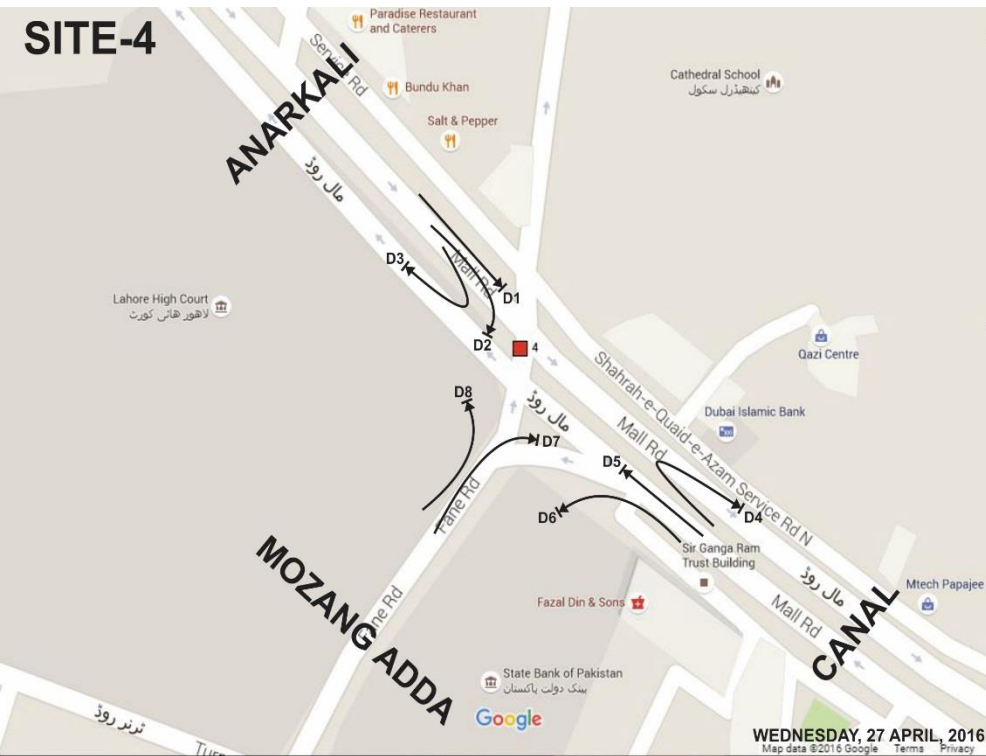 SITE-4
ANARKALI
Paradise Restaurant
and Caterers
Service Rd
Bundu Khan
Cathedral School
کیتھیڈرل سکول
Salt & Pepper
مال روڈ
D3
Mall Rd
D1
Lahore High Court
لاھور ھائی کورٹ
D2
4
Qazi Centre
Shahrah-e-Quaid-e-Azam Service Rd N
D8
مال روڈ
Dubai Islamic Bank
Mall Rd
D7
D5
Fane Rd
D4
D6
Sir Ganga Ram
Trust Building
MOZANG ADDA
مال روڈ
Mtech Papajee
Fazal Din & Sons
Mall Rd
Fane Rd
CANAL
State Bank of Pakistan
بینک دولت پاکستان
Google
ٹرنر روڈ
Turn
WEDNESDAY, 27 APRIL, 2016
Map data ©2016 Google Terms Privacy